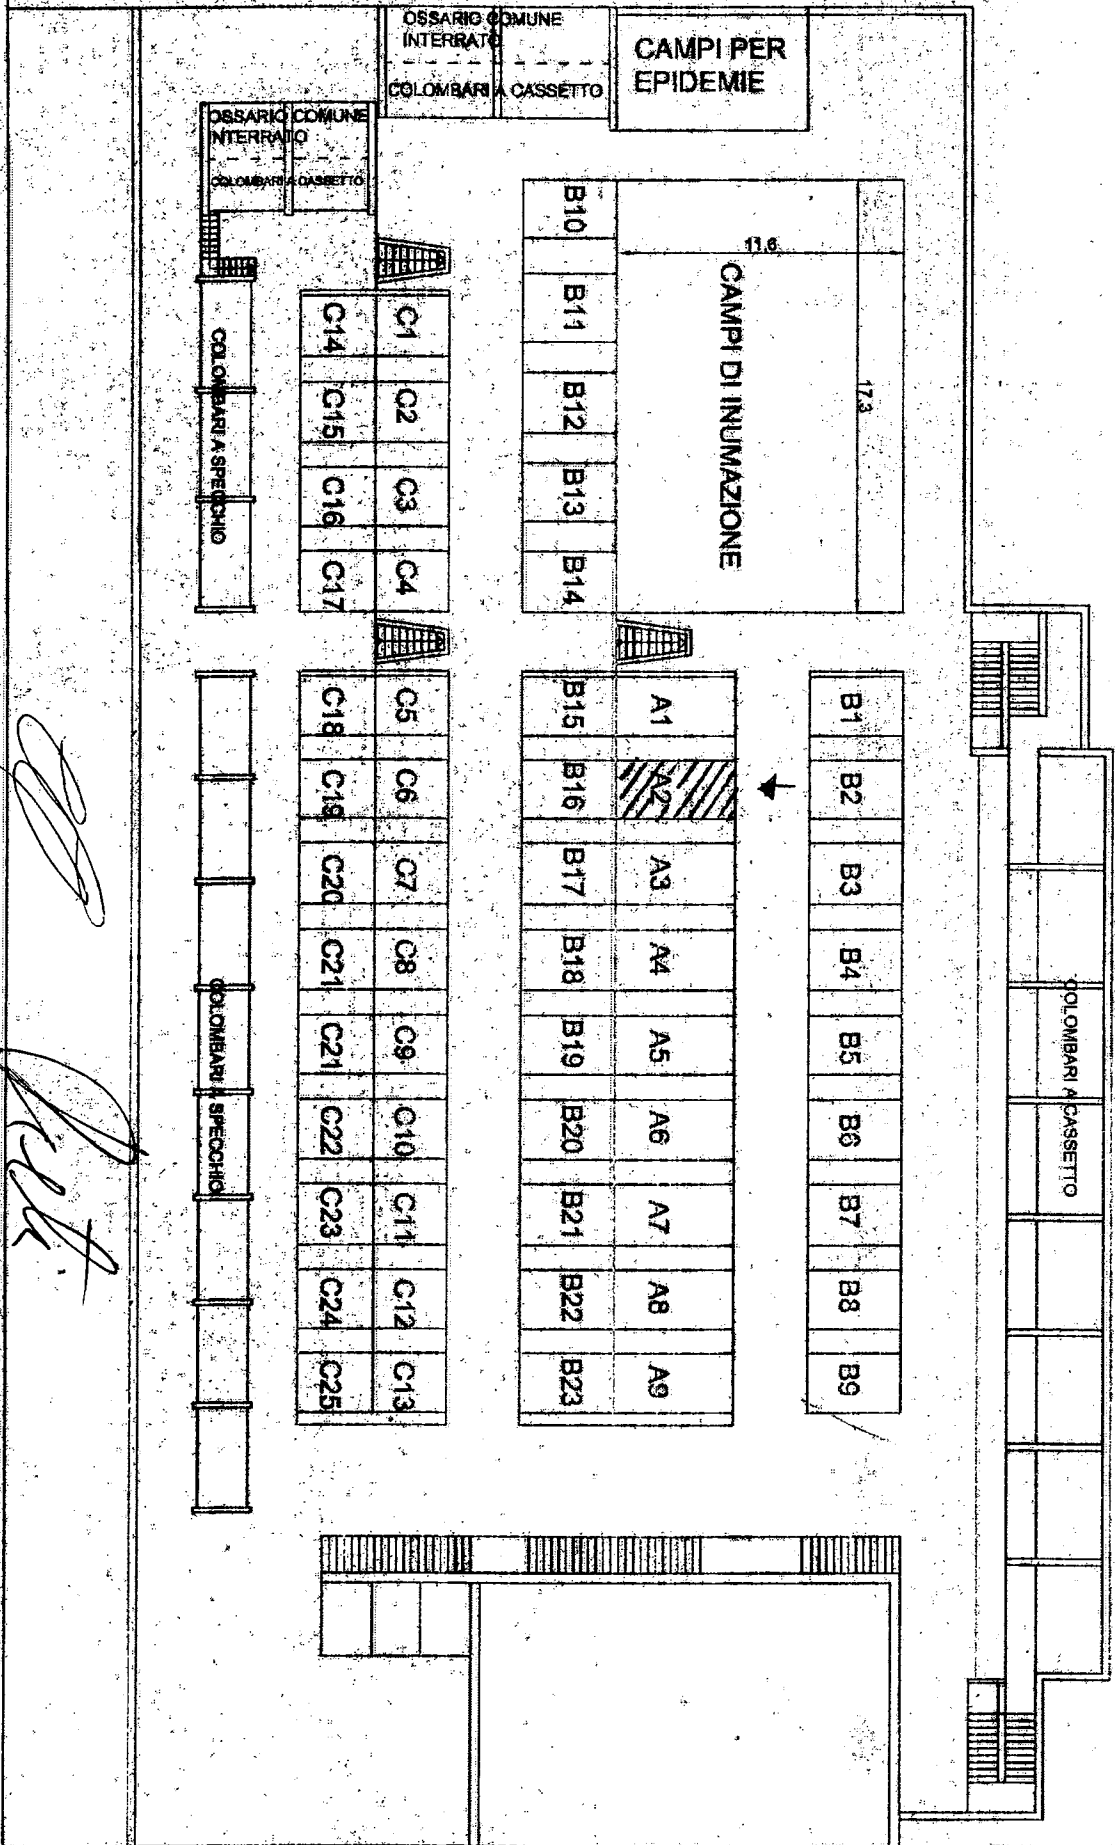 OSSARIO COMUNE
INTERRATO
COLOMBARI A CASSETTO
CAMPI PER
EPIDEMIE
OSSARIO COMUNE
INTERRATO
COLOMBARI A CASSETTO
11.6
17.3
CAMPI DI INUMAZIONE
B10
B11
B12
B13
B14
C1
C2
C3
C4
C14
C15
C16
C17
COLOMBARI A SPECCHIO
B1
B2
B3
B4
B5
B6
B7
B8
B9
A1
A2
A3
A4
A5
A6
A7
A8
A9
B15
B16
B17
B18
B19
B20
B21
B22
B23
C5
C6
C7
C8
C9
C10
C11
C12
C13
C18
C19
C20
C21
C21
C22
C23
C24
C25
COLOMBARI A SPECCHIO
COLOMBARI A CASSETTO